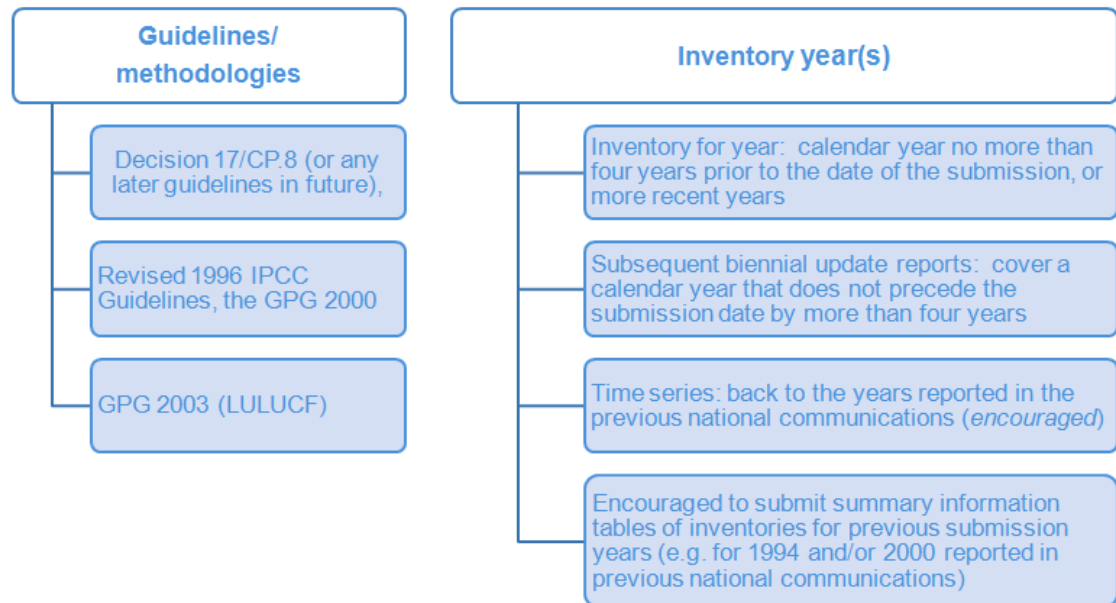 Guidelines/
methodologies
Decision 17/CP.8 (or any
later guidelines in future),
Revised 1996 IPCC
Guidelines, the GPG 2000
GPG 2003 (LULUCF)
Inventory year(s)
Inventory for year:  calendar year no more than
four years prior to the date of the submission, or
more recent years
Subsequent biennial update reports:  cover a
calendar year that does not precede the
submission date by more than four years
Time series: back to the years reported in the
previous national communications (encouraged)
Encouraged to submit summary information
tables of inventories for previous submission
years (e.g. for 1994 and/or 2000 reported in
previous national communications)